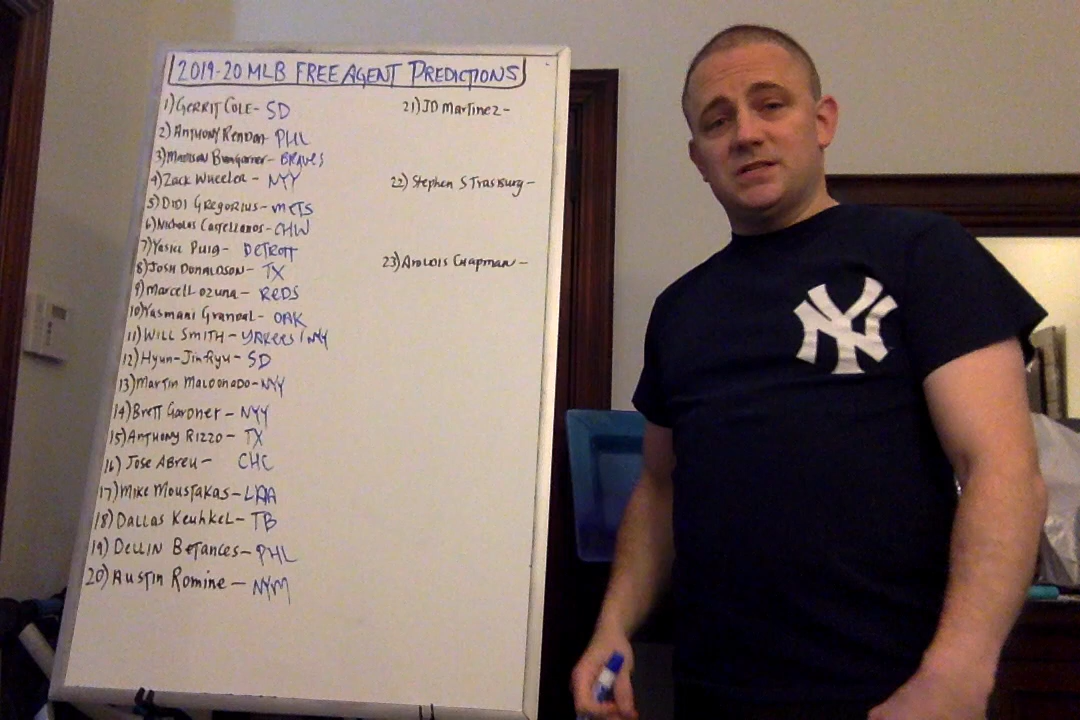 2019-20 MLB FREE AGENT PREDICTIONS
1) GERRIT COLE- SD
2) ANTHONY RENDON- PHL
3) MADISON Bumgarner- BRAVES
4) Zack Wheeler- NYY
5) DIDI GREGORIUS- METS
6) Nicholas Castellanos- CHW
7) Yasiel Puig- DETROIT
8) JOSH DONALDSON- TX
9) Marcell Ozuna- REDS
10) Yasmani Grandal- OAK
11) WILL SMITH- YANKEES / NY
12) Hyun-Jin Ryu- SD
13) Martin Maldonado- NYY
14) BRETT GARDNER- NYY
15) ANTHONY RIZZO- TX
16) JOSE ABREU- CHC
17) MIKE MOUSTAKAS- LAA
18) DALLAS Keuhkel- TB
19) DELLIN BETANCES- PHL
20) AUSTIN Romine- NYM
21) JD Martinez-
22) Stephen STrasburg-
23) Aroldis Chapman-
NY